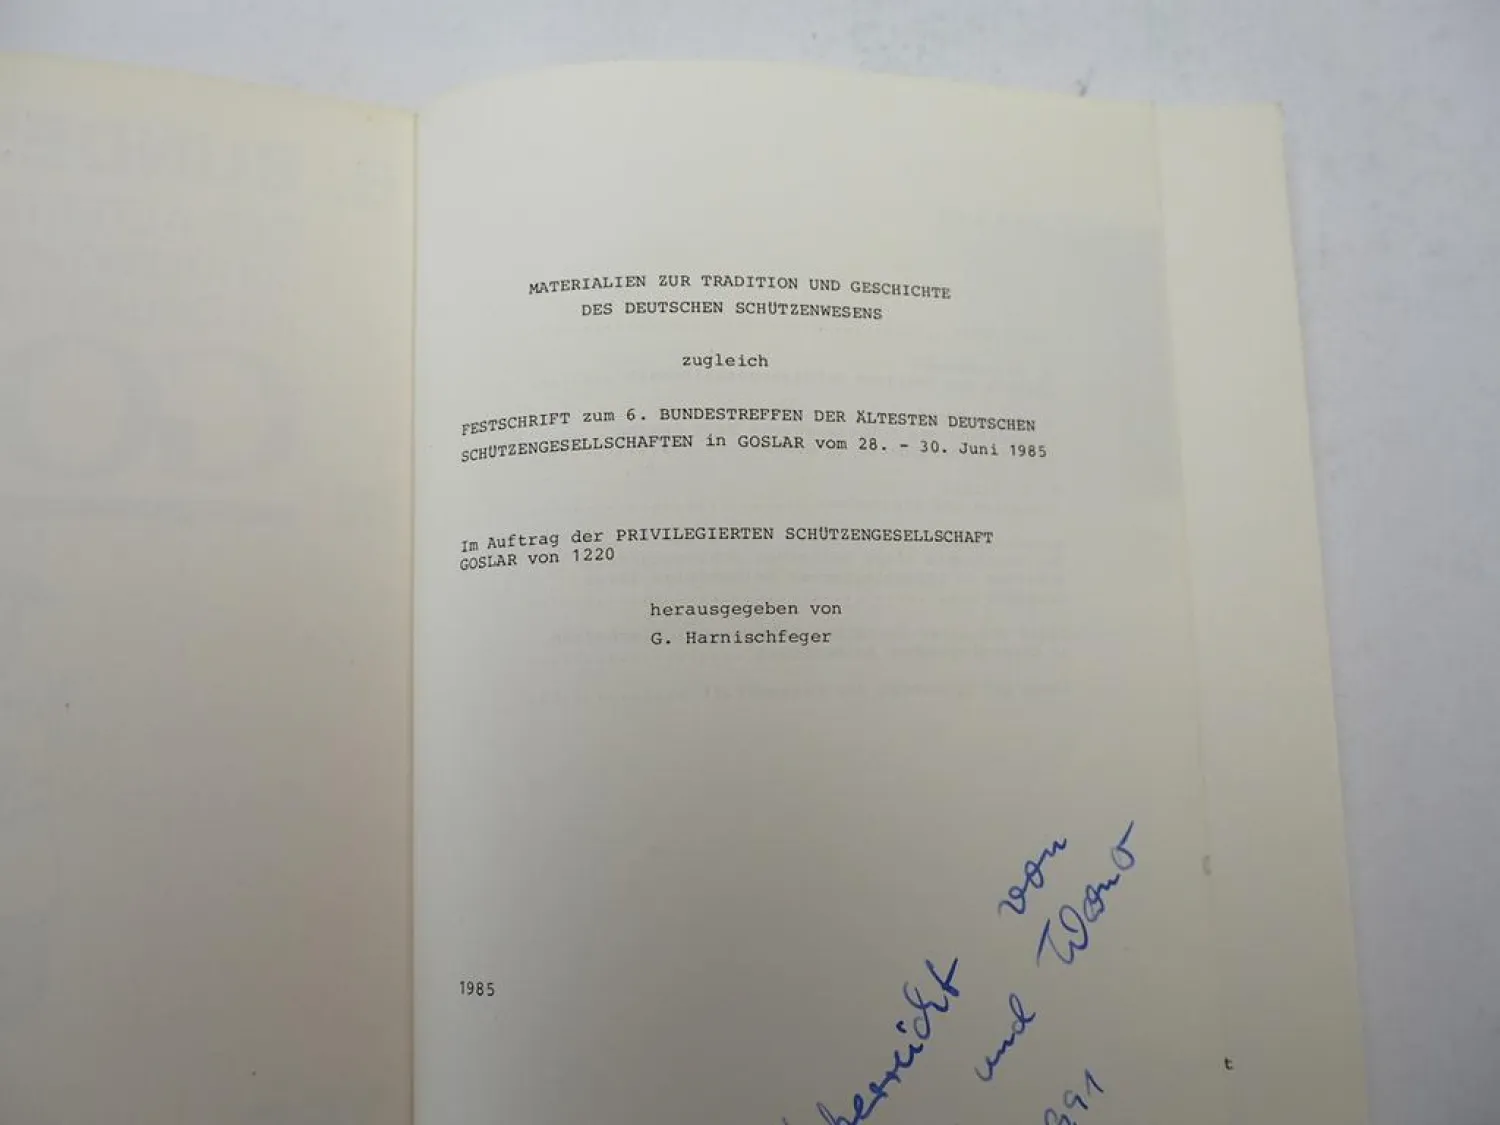 MATERIALIEN ZUR TRADITION UND GESCHICHTE
DES DEUTSCHEN SCHÜTZENWESENS
zugleich
FESTSCHRIFT zum 6. BUNDESTREFFEN DER ÄLTESTEN DEUTSCHEN
SCHÜTZENGESELLSCHAFTEN in GOSLAR vom 28. - 30. Juni 1985
Im Auftrag der PRIVILEGIERTEN SCHÜTZENGESELLSCHAFT
GOSLAR von 1220
herausgegeben von
G. Harnischfeger
1985
von
und
t